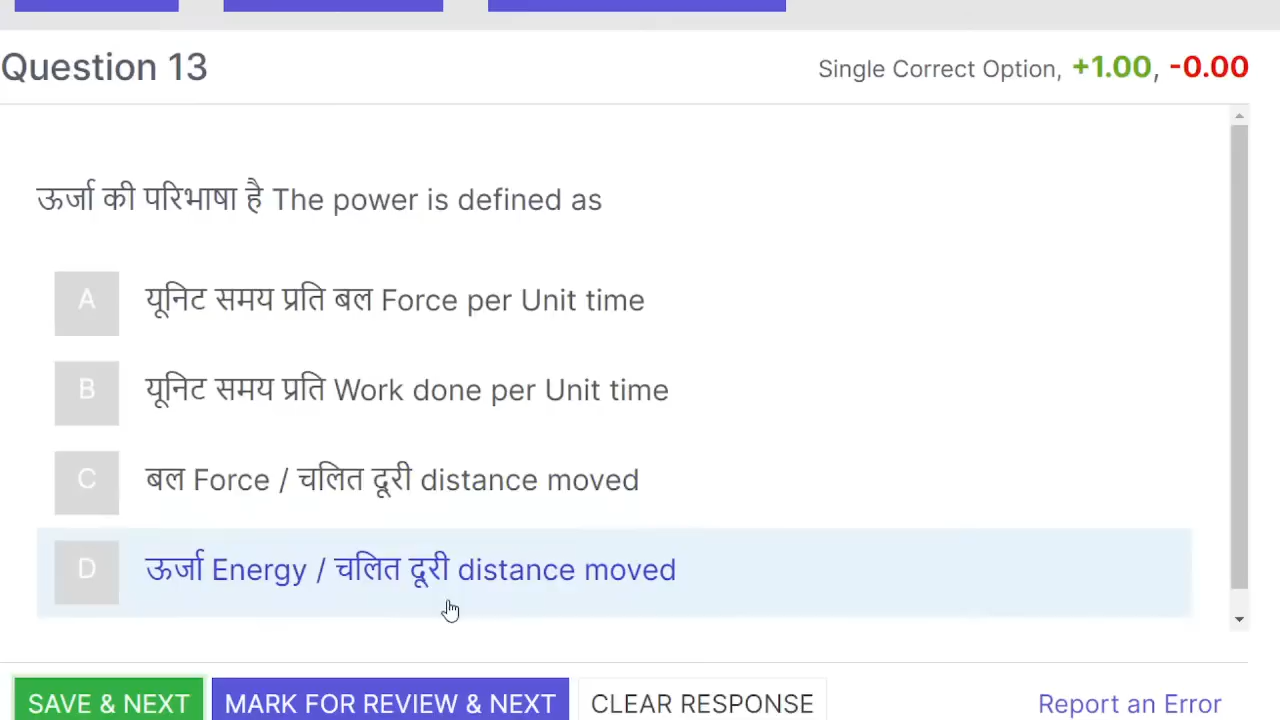 Question 13
Single Correct Option, +1.00, -0.00
ऊर्जा की परिभाषा है The power is defined as
A यूनिट समय प्रति बल Force per Unit time
B यूनिट समय प्रति Work done per Unit time
C बल Force / चलित दूरी distance moved
D ऊर्जा Energy / चलित दूरी distance moved
SAVE & NEXT MARK FOR REVIEW & NEXT CLEAR RESPONSE Report an Error